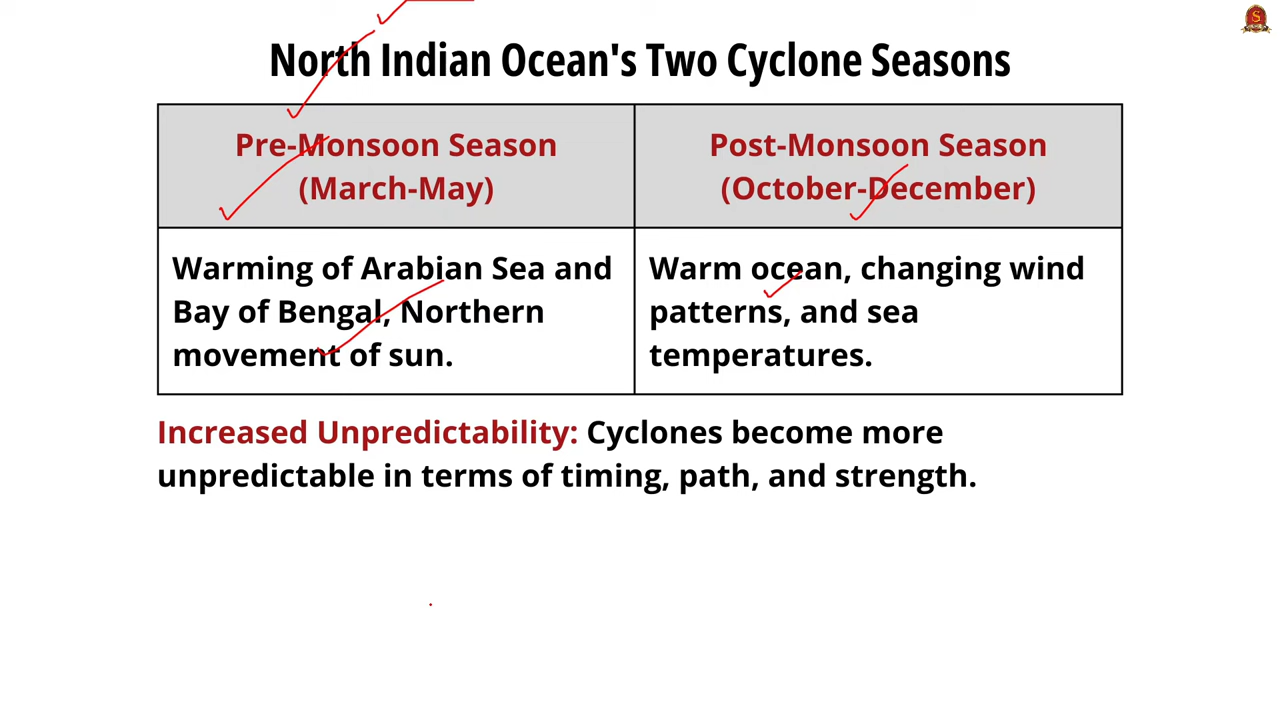 North Indian Ocean's Two Cyclone Seasons
Pre-Monsoon Season
(March-May)
Post-Monsoon Season
(October-December)
Warming of Arabian Sea and
Bay of Bengal, Northern
movement of sun.
Warm ocean, changing wind
patterns, and sea
temperatures.
Increased Unpredictability: Cyclones become more
unpredictable in terms of timing, path, and strength.